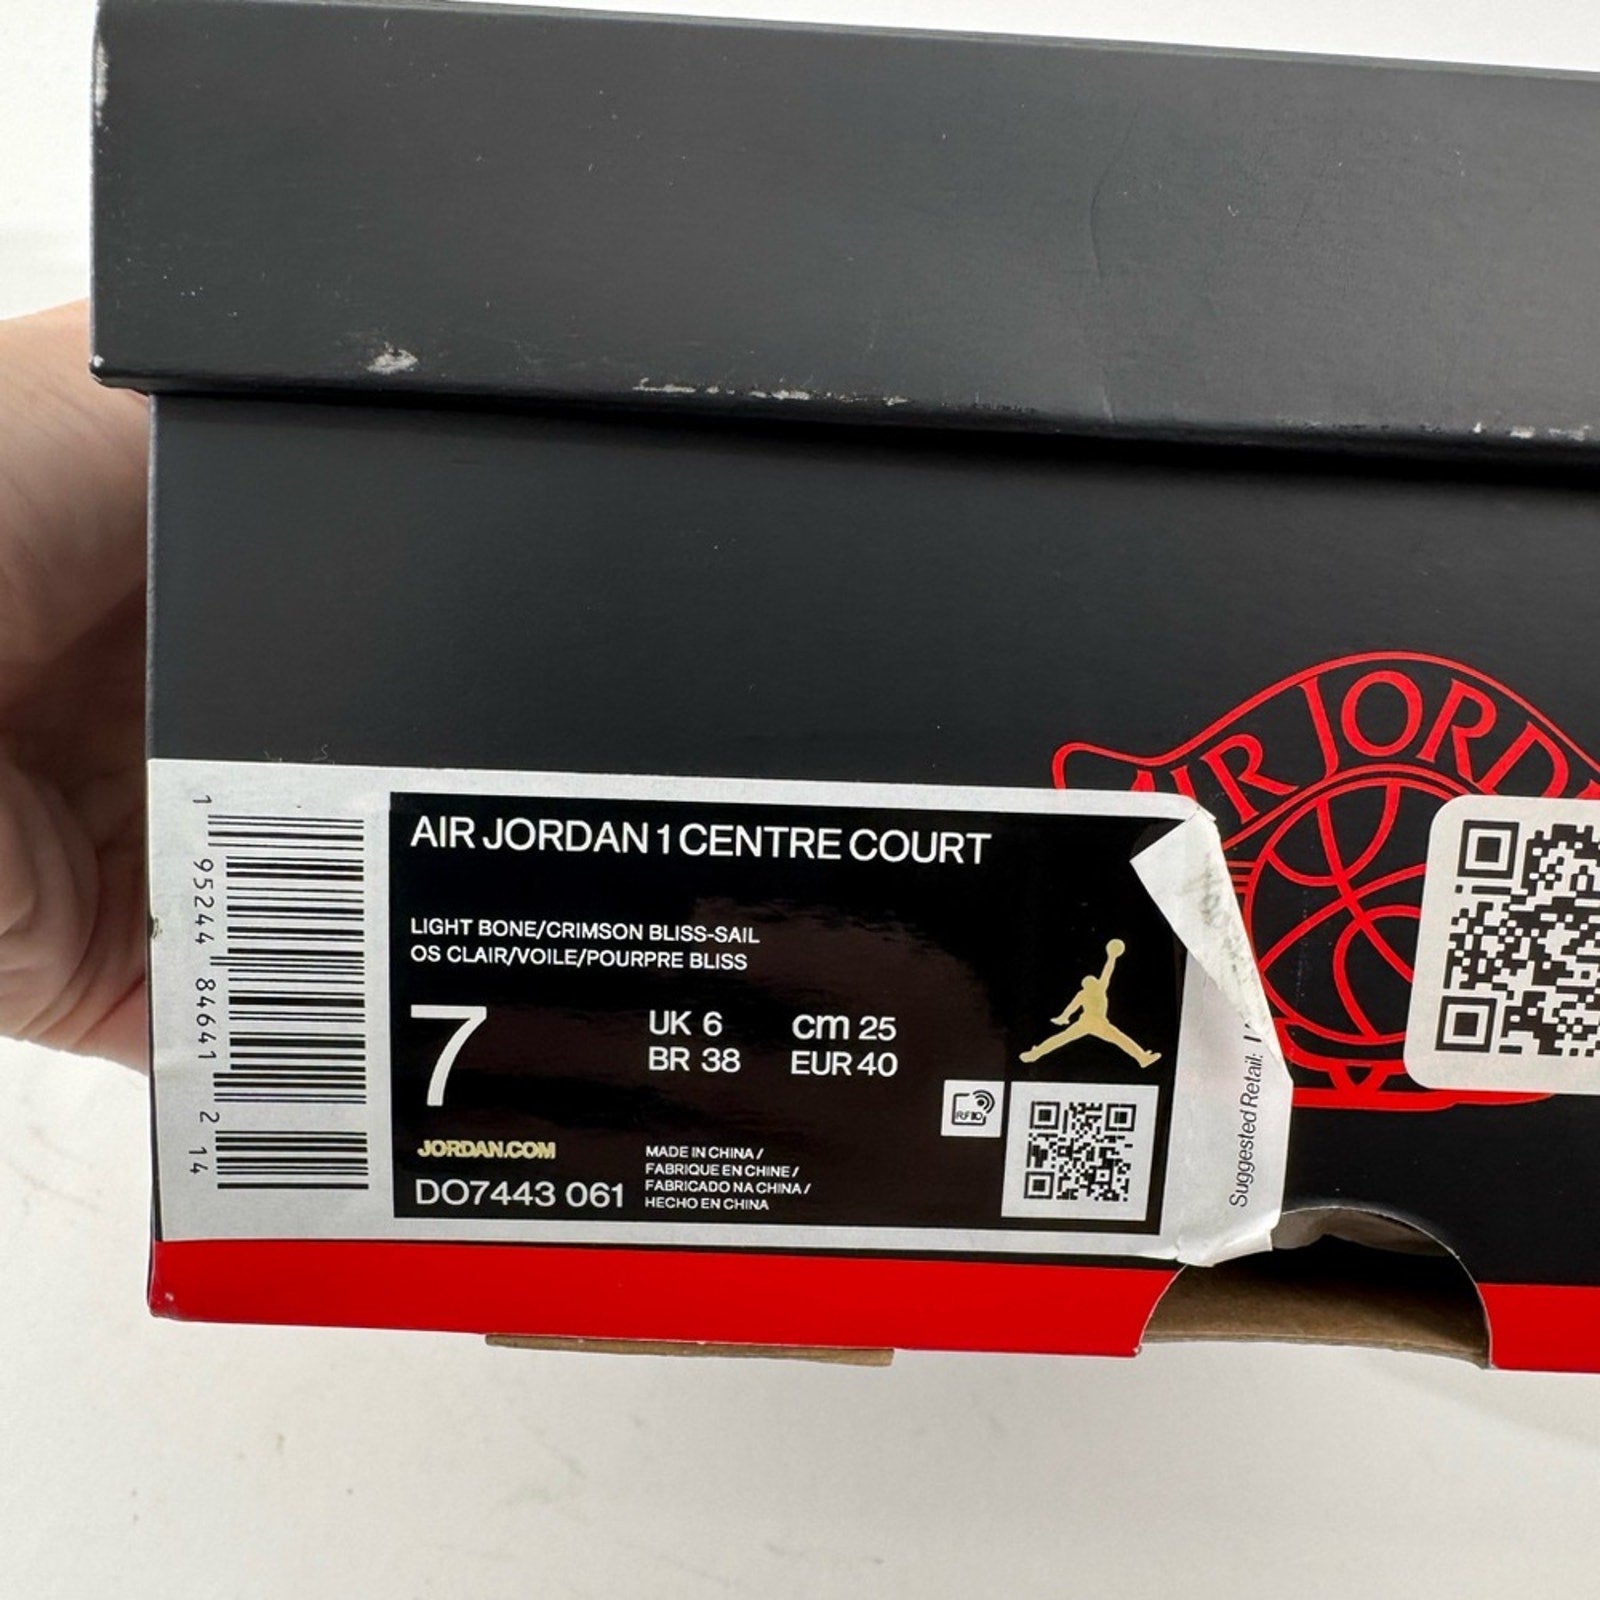 AIR JORDAN
AIR JORDAN 1 CENTRE COURT
LIGHT BONE/CRIMSON BLISS-SAIL
OS CLAIR/VOILE/POURPRE BLISS
7
UK 6
cm 25
BR 38
EUR 40
JORDAN.COM
DO7443 061
MADE IN CHINA /
FABRIQUE EN CHINE /
FABRICADO NA CHINA /
HECHO EN CHINA
RFID
Suggested Retail:
1 95244 84641 2 14